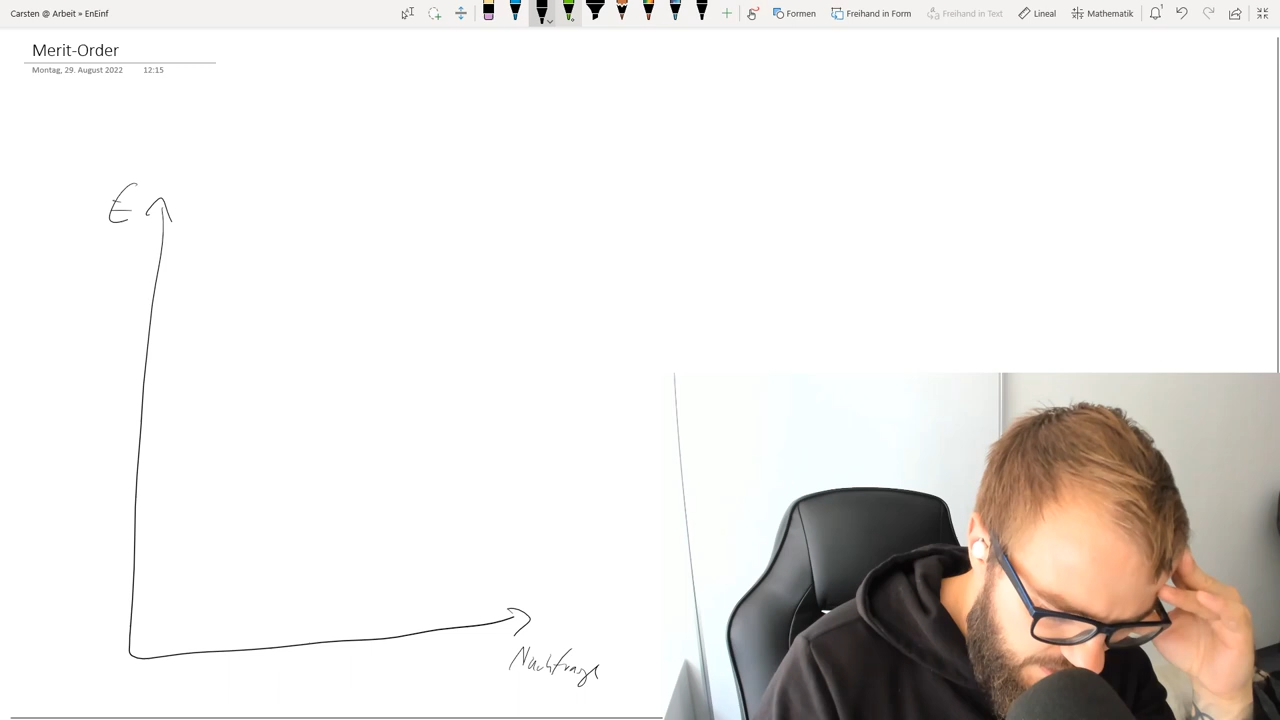 Carsten @ Arbeit » EnEinf
Formen
Freihand in Form
Freihand in Text
Lineal
Mathematik
Merit-Order
Montag, 29. August 2022 12:15
E
Nachfrage